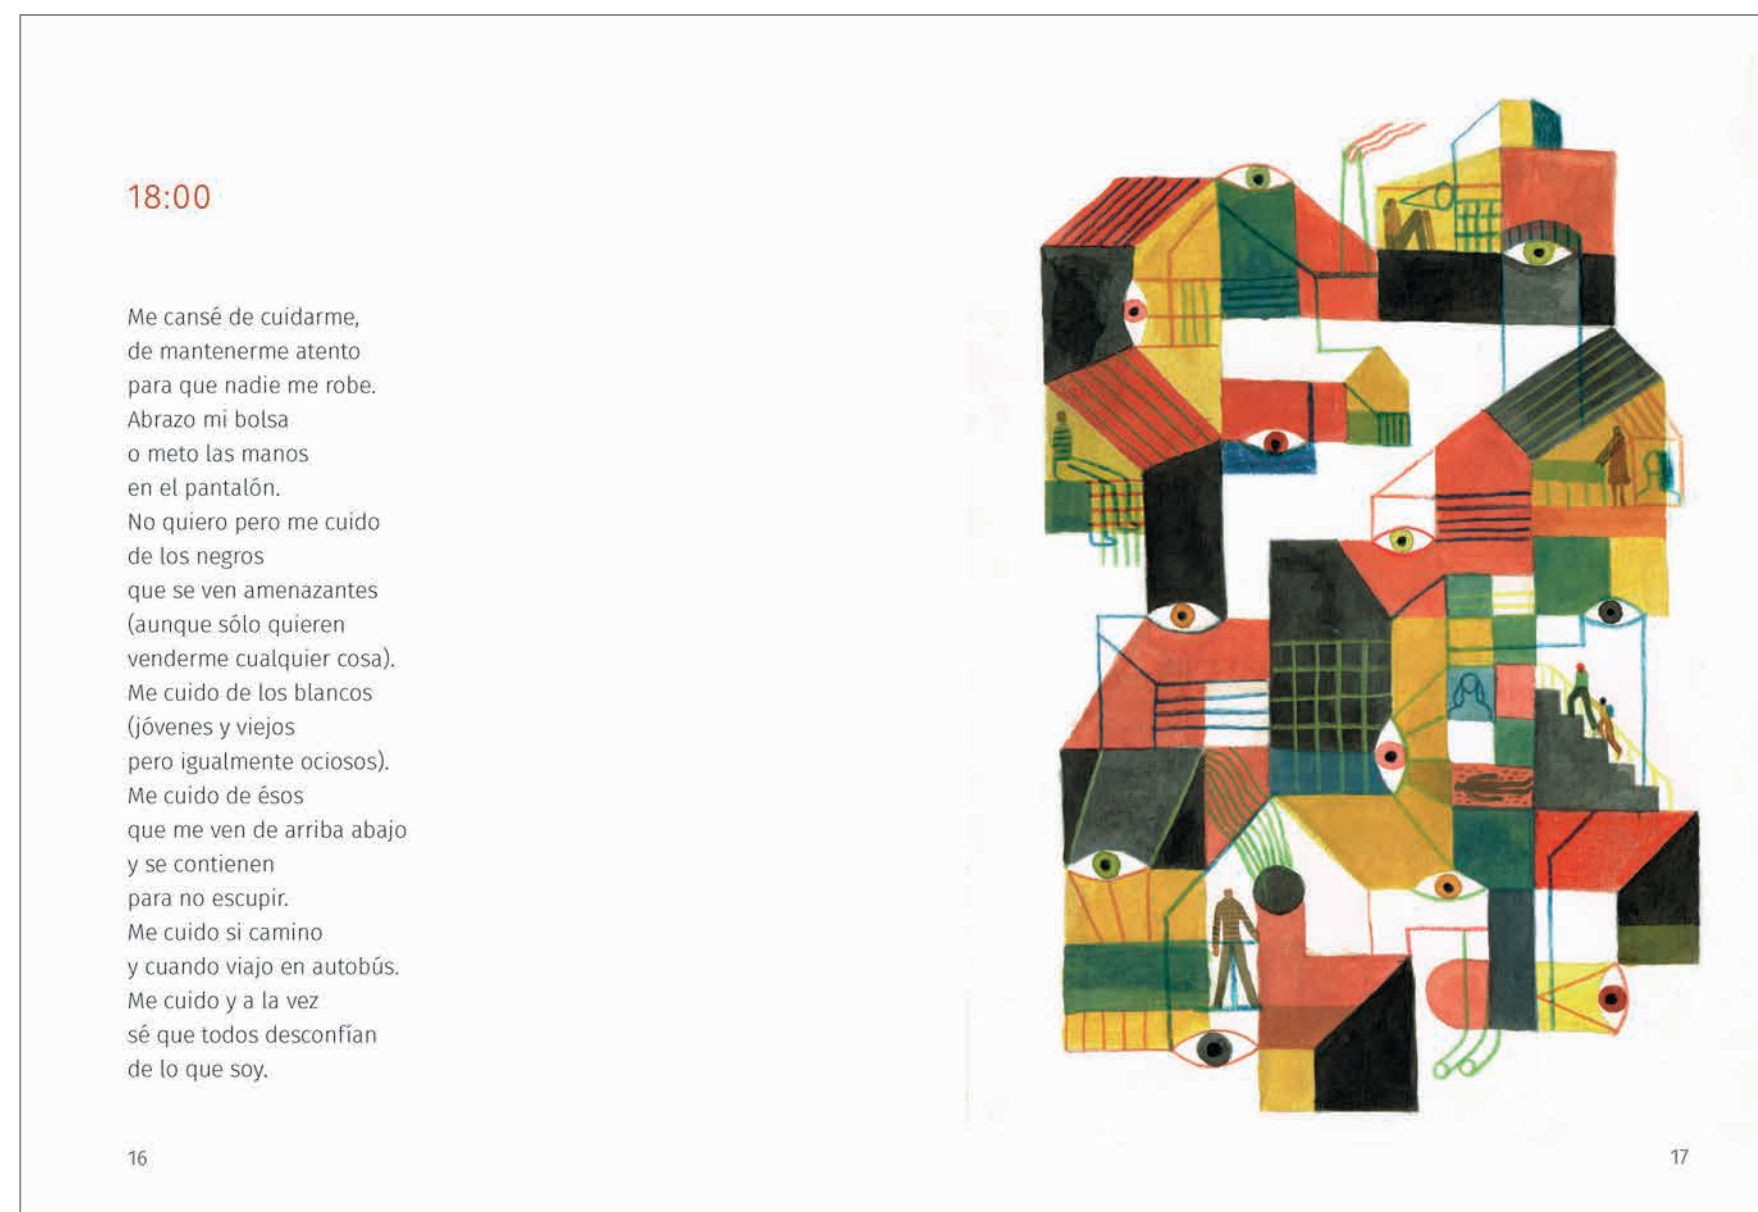 18:00
Me cansé de cuidarme,
de mantenerme atento
para que nadie me robe.
Abrazo mi bolsa
o meto las manos
en el pantalón.
No quiero pero me cuido
de los negros
que se ven amenazantes
(aunque sólo quieren
venderme cualquier cosa).
Me cuido de los blancos
(jóvenes y viejos
pero igualmente ociosos).
Me cuido de ésos
que me ven de arriba abajo
y se contienen
para no escupir.
Me cuido si camino
y cuando viajo en autobús.
Me cuido y a la vez
sé que todos desconfían
de lo que soy.
16
17